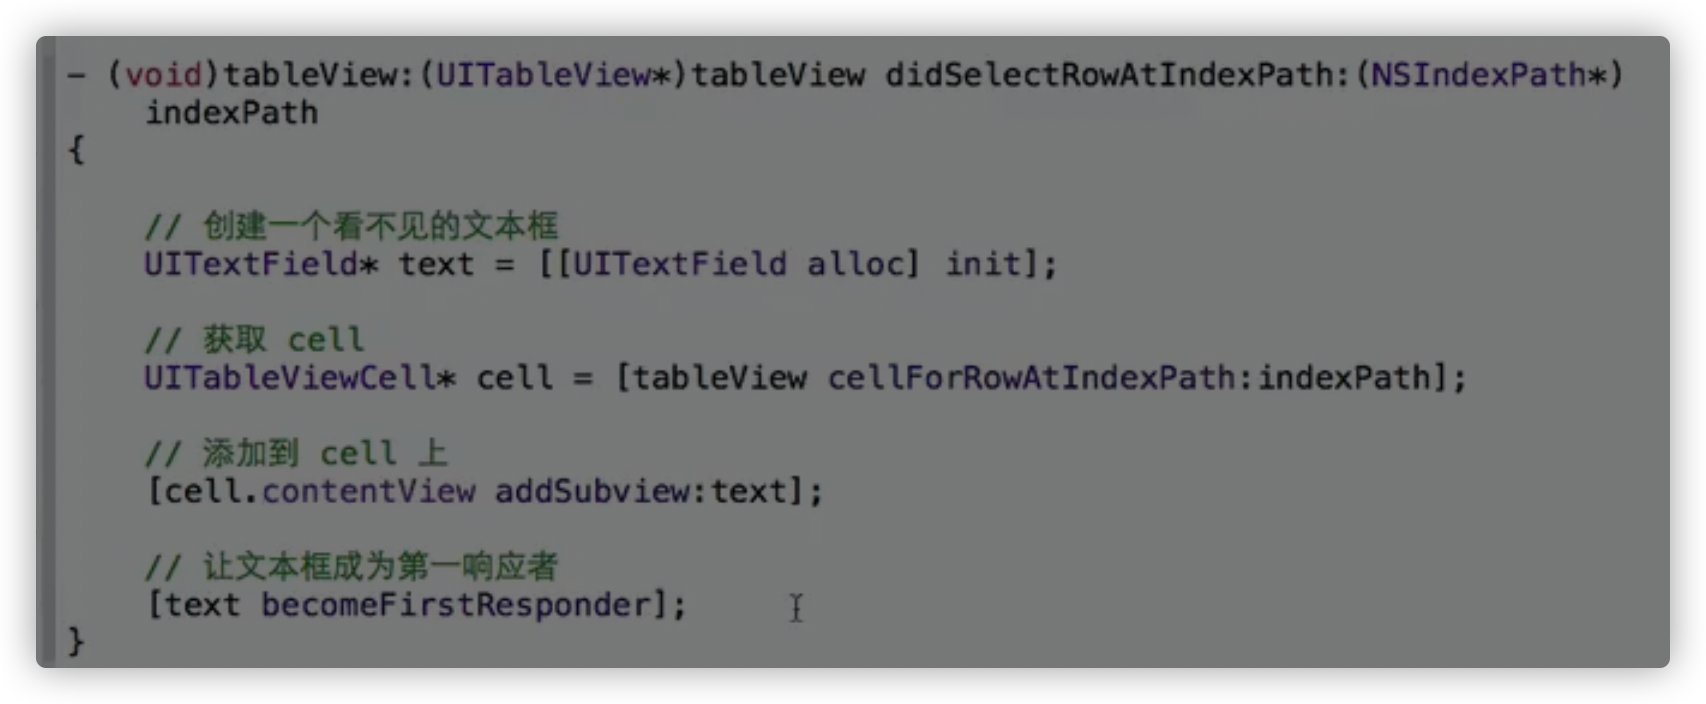 - (void)tableView:(UITableView*)tableView didSelectRowAtIndexPath:(NSIndexPath*)
indexPath
{
// 创建一个看不见的文本框
UITextField* text = [[UITextField alloc] init];
// 获取 cell
UITableViewCell* cell = [tableView cellForRowAtIndexPath:indexPath];
// 添加到 cell 上
[cell.contentView addSubview:text];
// 让文本框成为第一响应者
[text becomeFirstResponder];
}